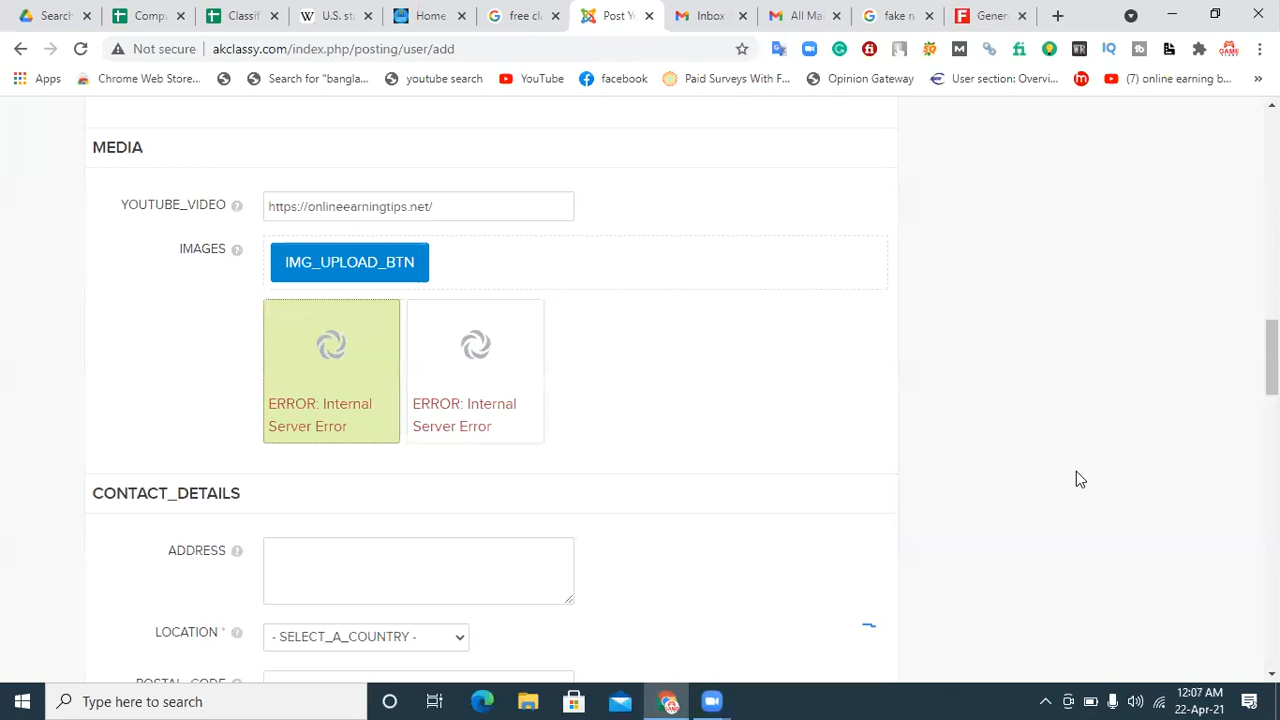 Search
Comp
Classif
U.S. st
Home
free cl
Post Y
Inbox
All Ma
fake n
Gener
Not secure
akclassy.com/index.php/posting/user/add
Apps
Chrome Web Store...
Search for "bangla...
youtube search
YouTube
facebook
Paid Surveys With F...
Opinion Gateway
User section: Overvi...
(7) online earning b...
»
MEDIA
YOUTUBE_VIDEO
https://onlineearningtips.net/
IMAGES
IMG_UPLOAD_BTN
ERROR: Internal
Server Error
ERROR: Internal
Server Error
CONTACT_DETAILS
ADDRESS
LOCATION *
- SELECT_A_COUNTRY -
POSTAL_CODE
Type here to search
12:07 AM
22-Apr-21